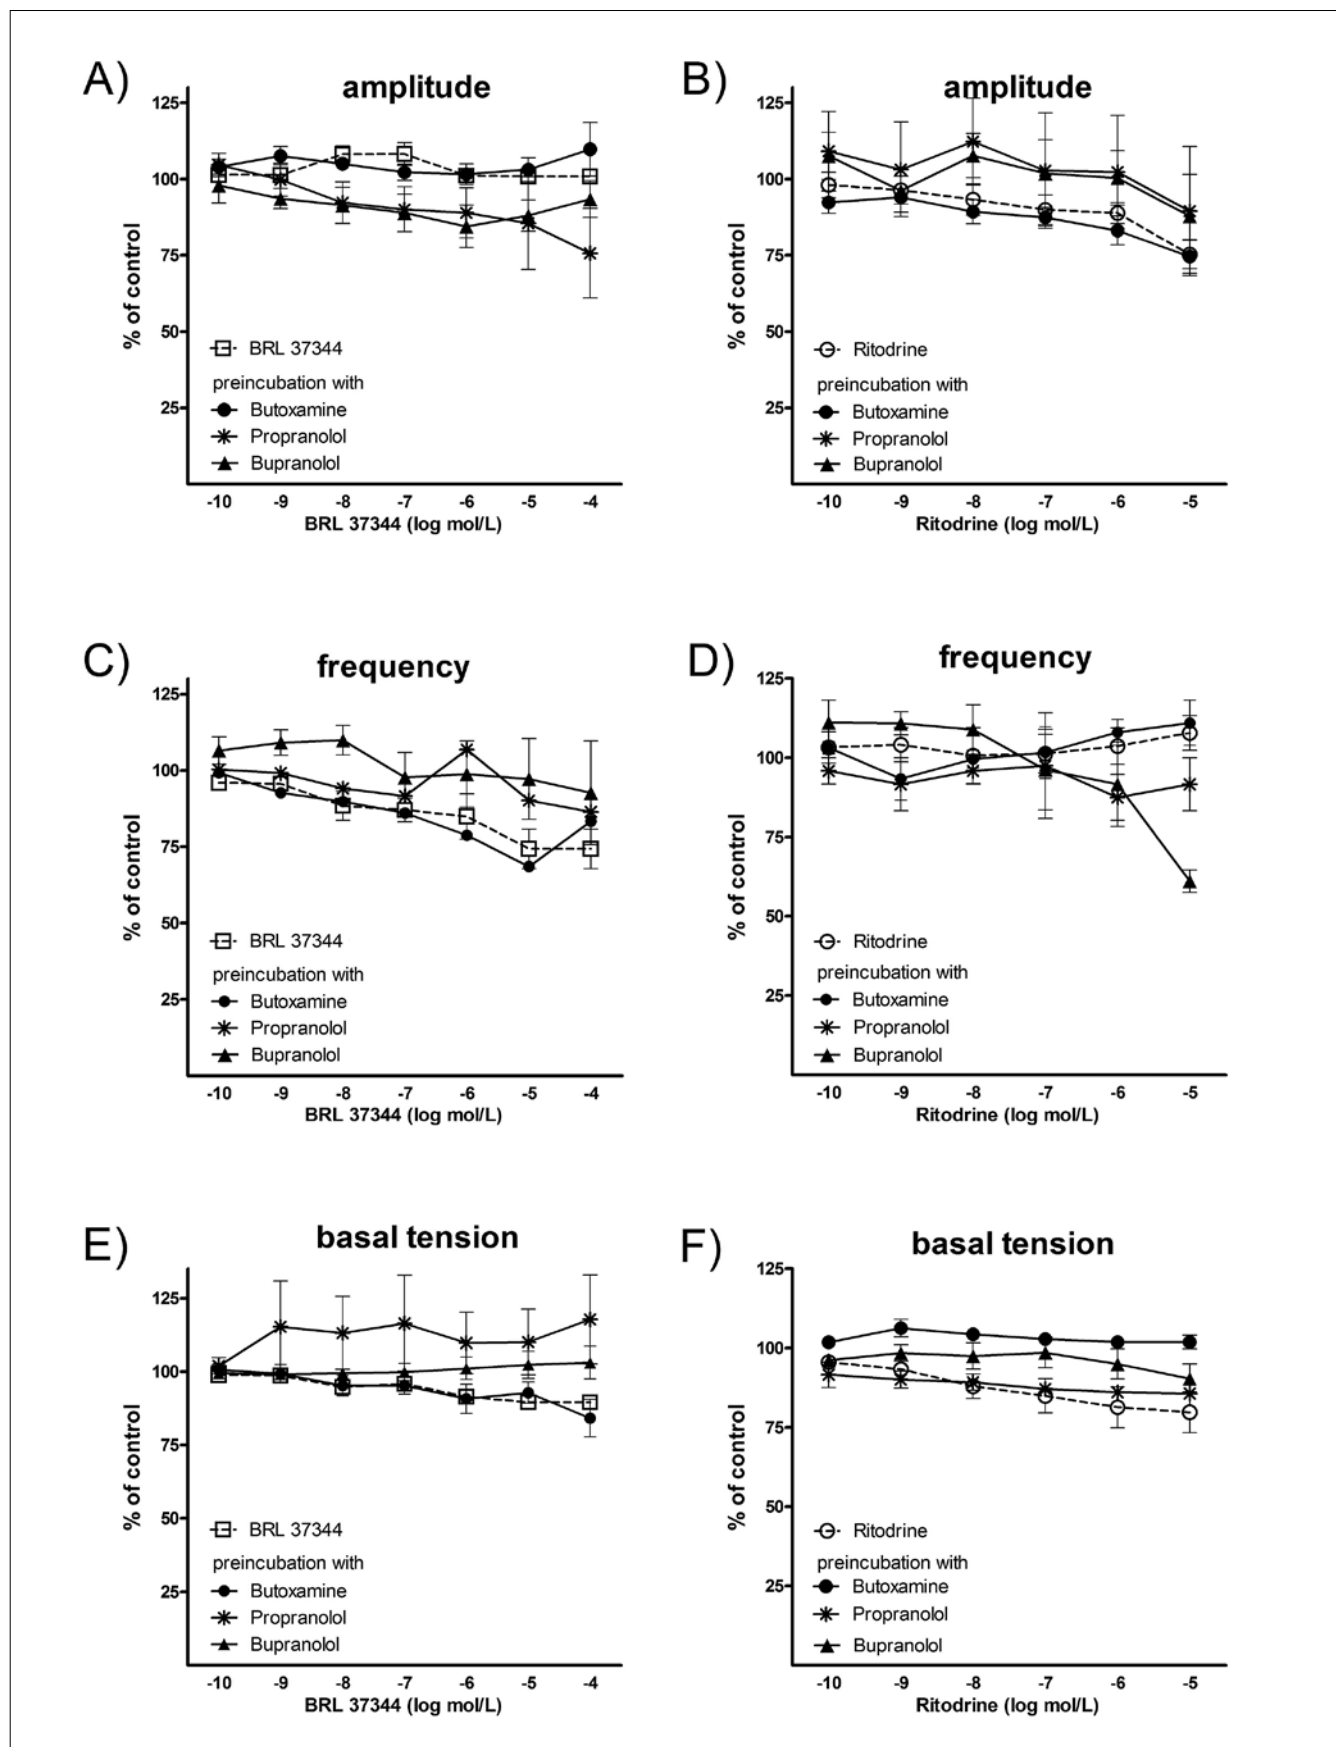 A)
amplitude
125
100
75
50
25
% of control
BRL 37344
preincubation with
Butoxamine
Propranolol
Bupranolol
-10 -9 -8 -7 -6 -5 -4
BRL 37344 (log mol/L)
B)
amplitude
125
100
75
50
25
% of control
Ritodrine
preincubation with
Butoxamine
Propranolol
Bupranolol
-10 -9 -8 -7 -6 -5
Ritodrine (log mol/L)
C)
frequency
125
100
75
50
25
% of control
BRL 37344
preincubation with
Butoxamine
Propranolol
Bupranolol
-10 -9 -8 -7 -6 -5 -4
BRL 37344 (log mol/L)
D)
frequency
125
100
75
50
25
% of control
Ritodrine
preincubation with
Butoxamine
Propranolol
Bupranolol
-10 -9 -8 -7 -6 -5
Ritodrine (log mol/L)
E)
basal tension
125
100
75
50
25
% of control
BRL 37344
preincubation with
Butoxamine
Propranolol
Bupranolol
-10 -9 -8 -7 -6 -5 -4
BRL 37344 (log mol/L)
F)
basal tension
125
100
75
50
25
% of control
Ritodrine
preincubation with
Butoxamine
Propranolol
Bupranolol
-10 -9 -8 -7 -6 -5
Ritodrine (log mol/L)